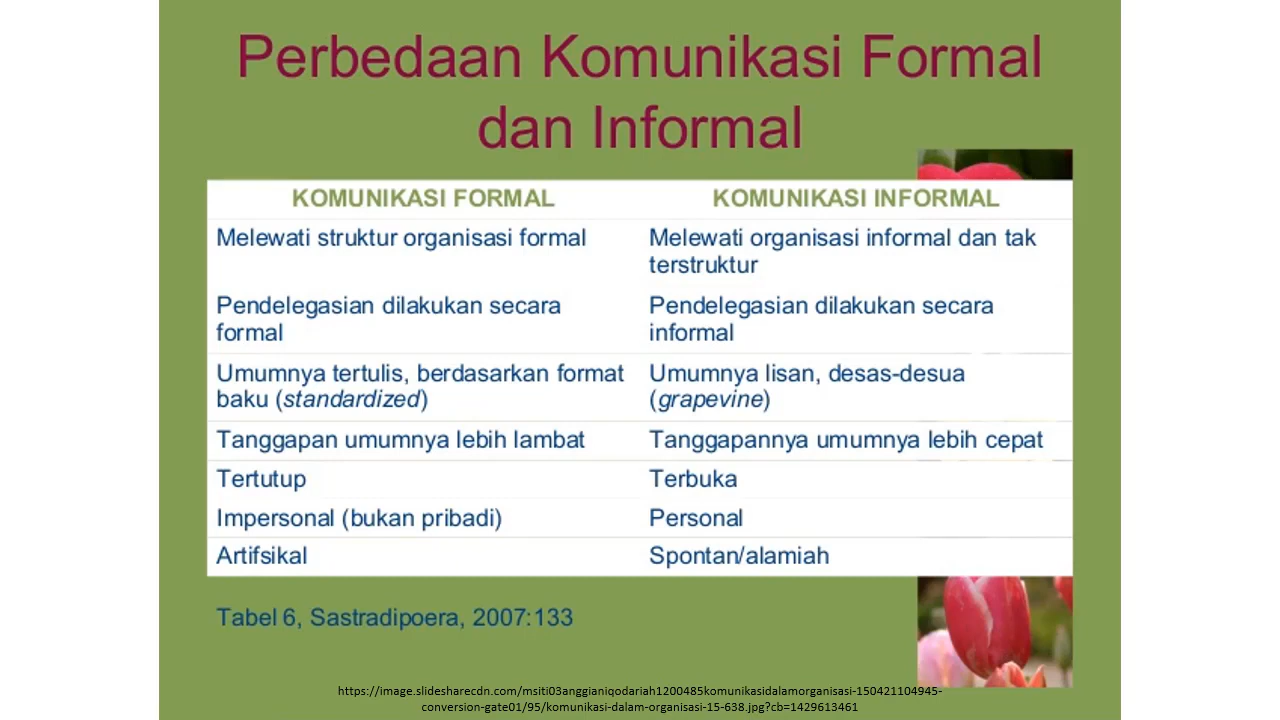 Perbedaan Komunikasi Formal
dan Informal
KOMUNIKASI FORMAL
KOMUNIKASI INFORMAL
Melewati struktur organisasi formal
Melewati organisasi informal dan tak
terstruktur
Pendelegasian dilakukan secara
formal
Pendelegasian dilakukan secara
informal
Umumnya tertulis, berdasarkan format
baku (standardized)
Umumnya lisan, desas-desua
(grapevine)
Tanggapan umumnya lebih lambat
Tanggapannya umumnya lebih cepat
Tertutup
Terbuka
Impersonal (bukan pribadi)
Personal
Artifsikal
Spontan/alamiah
Tabel 6, Sastradipoera, 2007:133
https://image.slidesharecdn.com/msiti03anggianiqodariah1200485komunikasidalamorganisasi-150421104945-
conversion-gate01/95/komunikasi-dalam-organisasi-15-638.jpg?cb=1429613461